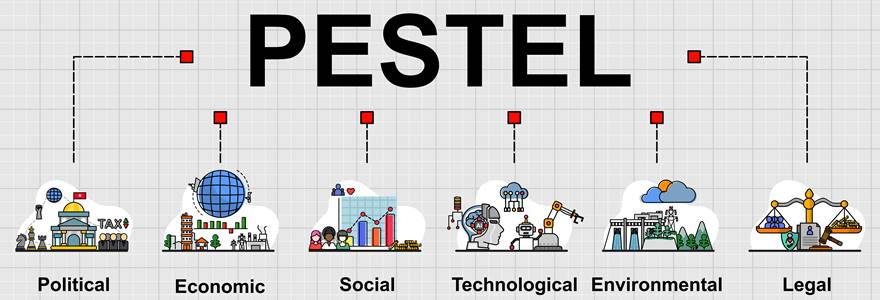 PESTEL
TAX
Political
Economic
Social
Technological
Environmental
Legal